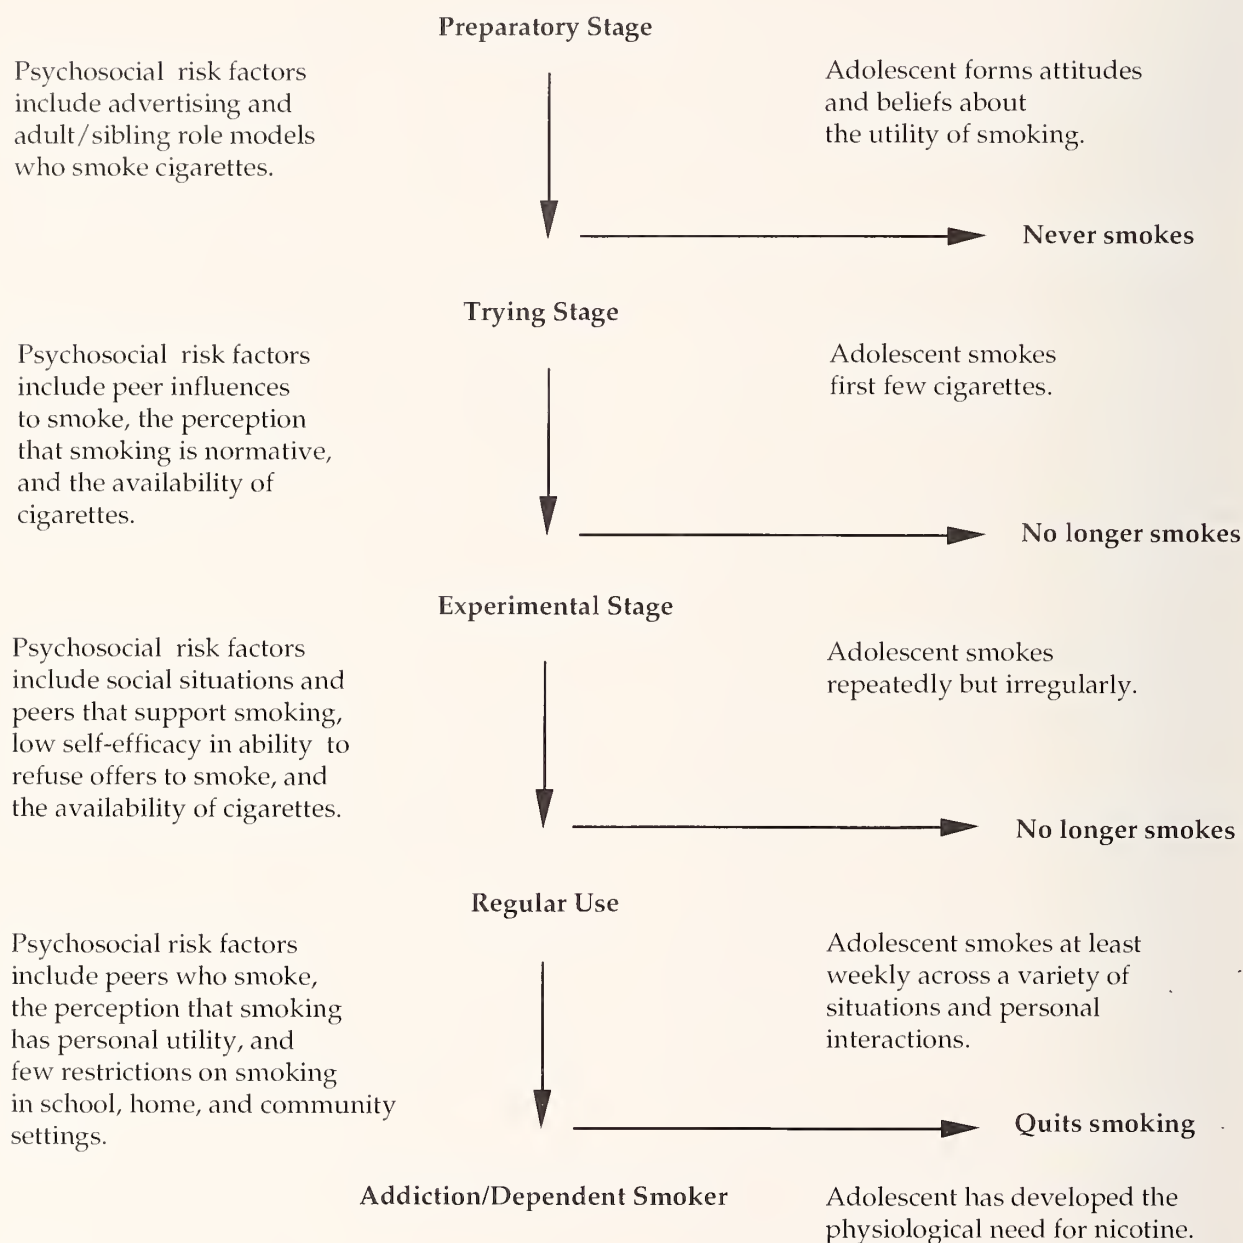 Preparatory Stage
Psychosocial risk factors
include advertising and
adult/sibling role models
who smoke cigarettes.
Adolescent forms attitudes
and beliefs about
the utility of smoking.
Never smokes
Trying Stage
Psychosocial risk factors
include peer influences
to smoke, the perception
that smoking is normative,
and the availability of
cigarettes.
Adolescent smokes
first few cigarettes.
No longer smokes
Experimental Stage
Psychosocial risk factors
include social situations and
peers that support smoking,
low self-efficacy in ability to
refuse offers to smoke, and
the availability of cigarettes.
Adolescent smokes
repeatedly but irregularly.
No longer smokes
Regular Use
Psychosocial risk factors
include peers who smoke,
the perception that smoking
has personal utility, and
few restrictions on smoking
in school, home, and community
settings.
Adolescent smokes at least
weekly across a variety of
situations and personal
interactions.
Quits smoking
Addiction/Dependent Smoker
Adolescent has developed the
physiological need for nicotine.